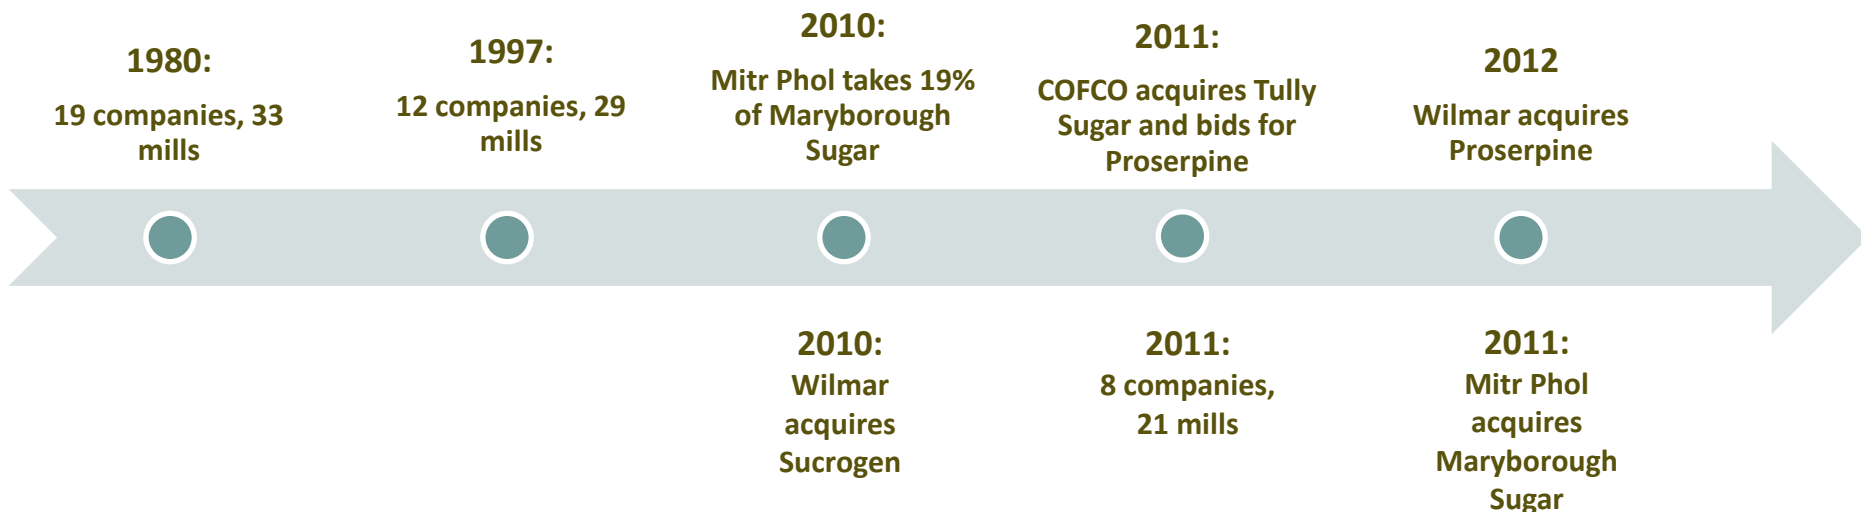 1980:
19 companies, 33
mills
1997:
12 companies, 29
mills
2010:
Mitr Phol takes 19%
of Maryborough
Sugar
2011:
COFCO acquires Tully
Sugar and bids for
Proserpine
2012
Wilmar acquires
Proserpine
2010:
Wilmar
acquires
Sucrogen
2011:
8 companies,
21 mills
2011:
Mitr Phol
acquires
Maryborough
Sugar